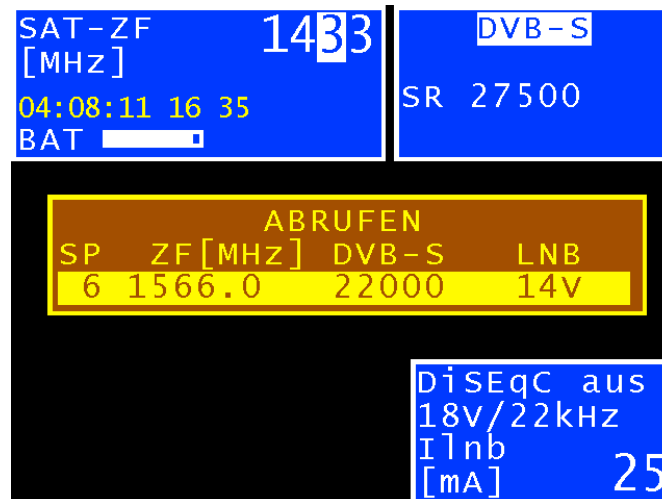 SAT-ZF 1433
[MHz]
04:08:11 16 35
BAT
DVB-S
SR 27500
ABRUFEN
SP ZF[MHz] DVB-S LNB
6 1566.0 22000 14V
DiSEqC aus
18V/22kHz
Ilnb
[mA] 25